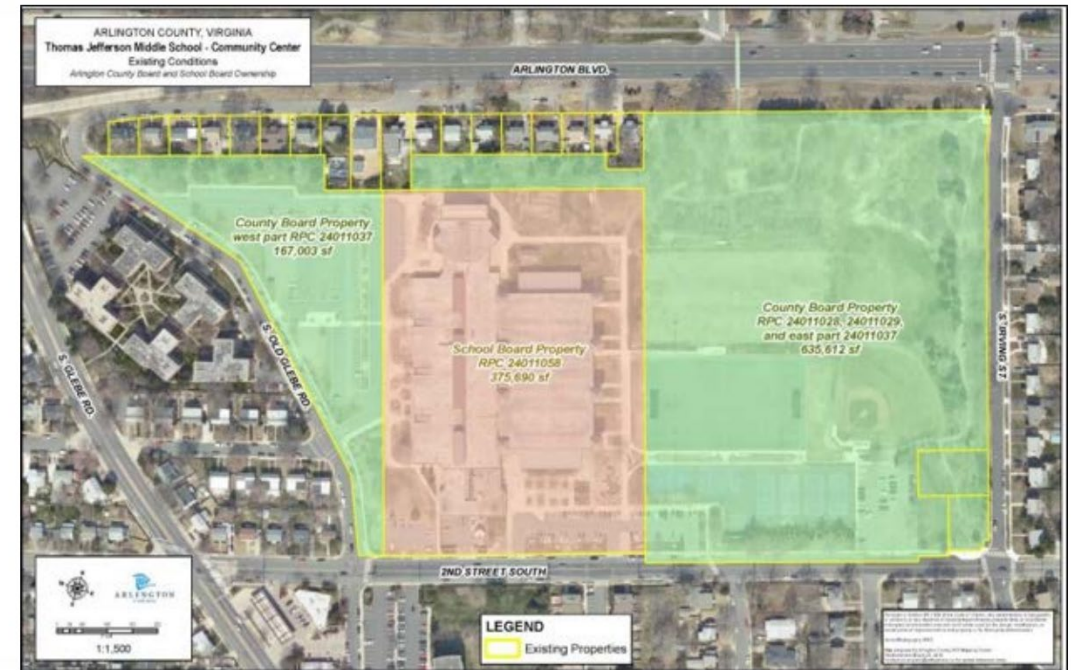 ARLINGTON COUNTY, VIRGINIA
Thomas Jefferson Middle School - Community Center
Existing Conditions
Arlington County Board and School Board Ownership
ARLINGTON BLVD.
County Board Property
west part RPC 24011037
167,003 sf
School Board Property
RPC 24011058
375,690 sf
County Board Property
RPC 24011028, 24011029,
and east part 24011037
635,612 sf
S. GLEBE RD.
S. OLD GLEBE RD.
S. IRVING ST.
2ND STREET SOUTH
ARLINGTON
1:1,500
LEGEND
Existing Properties